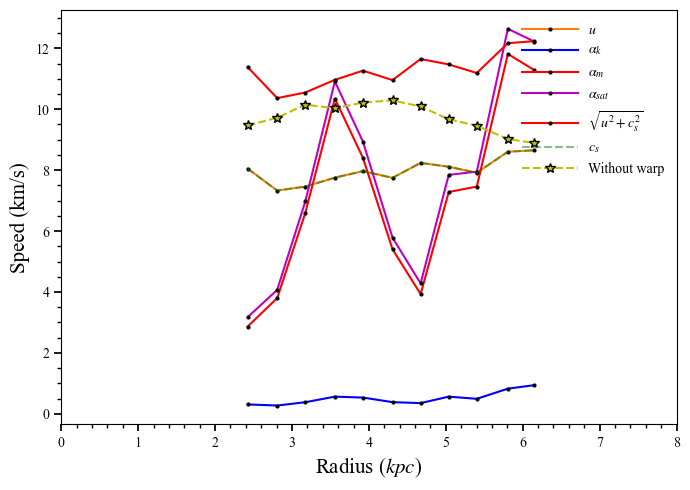 12
10
8
6
4
2
0
Speed (km/s)
u
αk
αm
αsat
√u² + cs²
cs
Without warp
0 1 2 3 4 5 6 7 8
Radius (kpc)